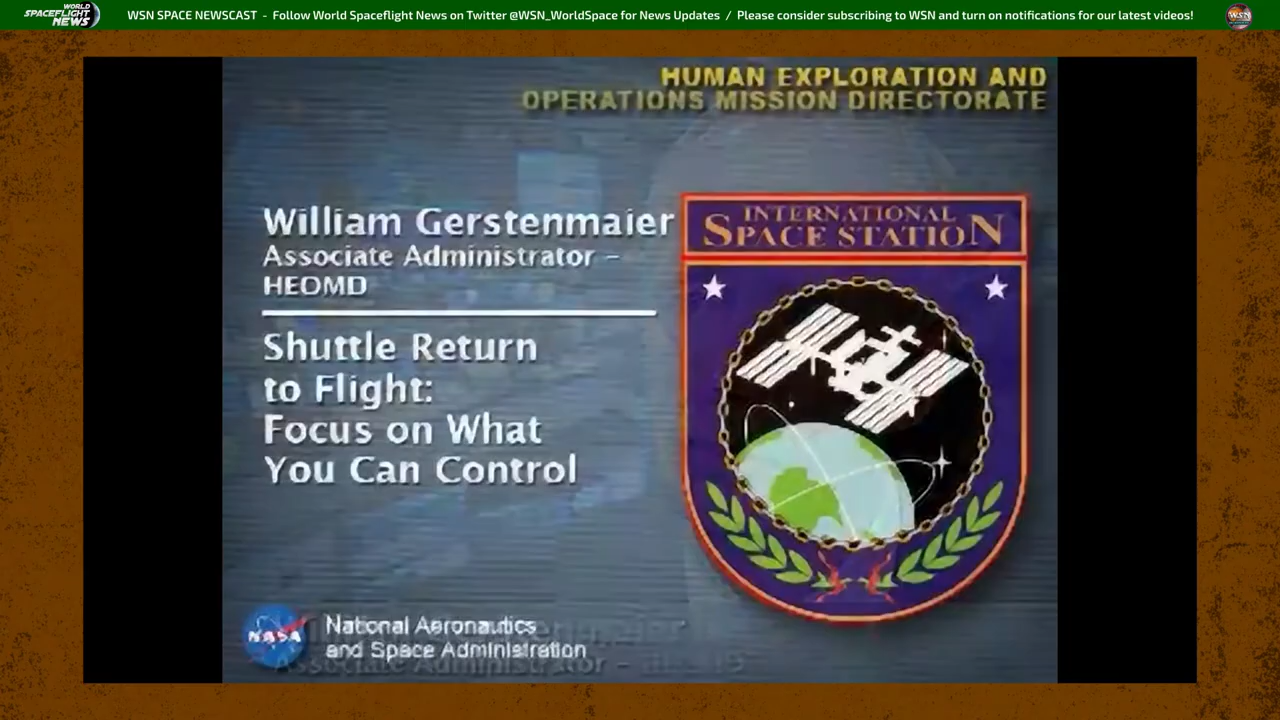 WORLD
SPACEFLIGHT
NEWS
WSN SPACE NEWSCAST - Follow World Spaceflight News on Twitter @WSN_WorldSpace for News Updates / Please consider subscribing to WSN and turn on notifications for our latest videos!
WSN
HUMAN EXPLORATION AND
OPERATIONS MISSION DIRECTORATE
INTERNATIONAL
SPACE STATION
William Gerstenmaier
Associate Administrator –
HEOMD
Shuttle Return
to Flight:
Focus on What
You Can Control
NASA
National Aeronautics
and Space Administration
Associate Administrator –